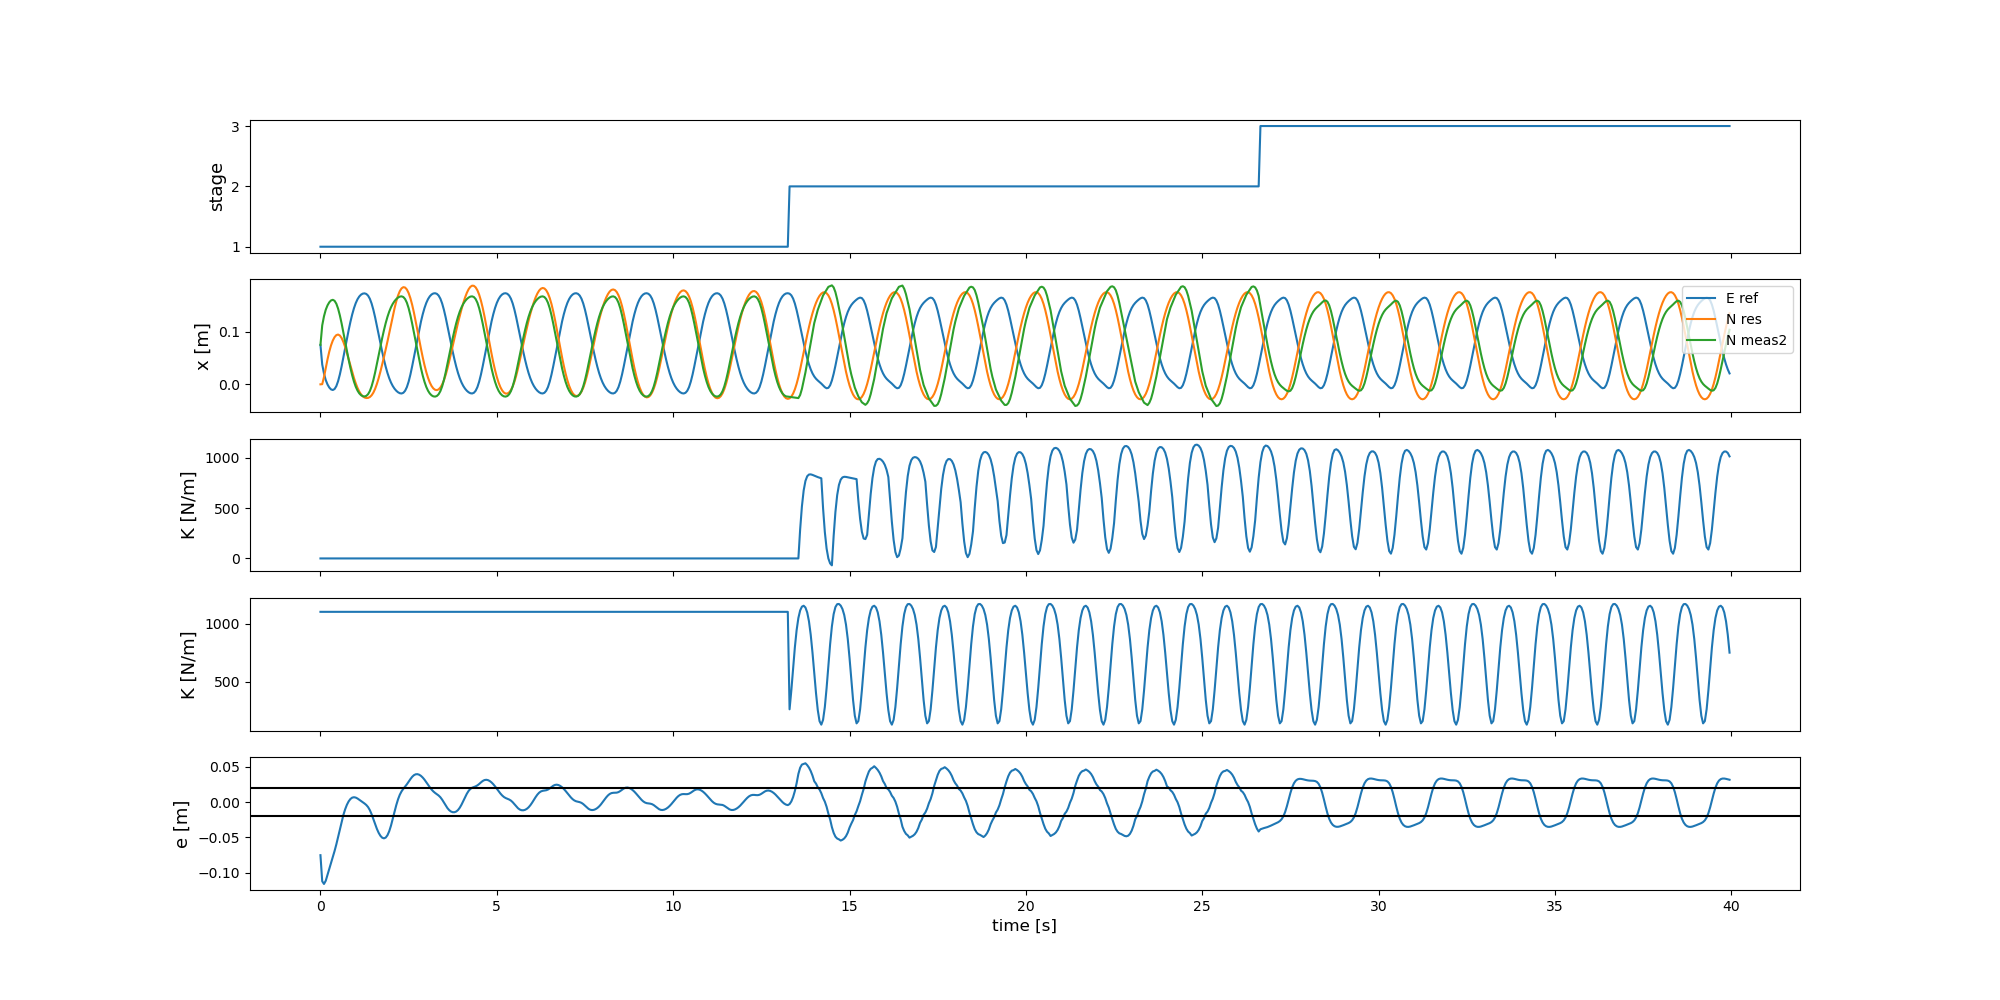 stage
3
2
1
x [m]
0.1
0.0
E ref
N res
N meas2
K [N/m]
1000
500
0
K [N/m]
1000
500
e [m]
0.05
0.00
−0.05
−0.10
0 5 10 15 20 25 30 35 40
time [s]